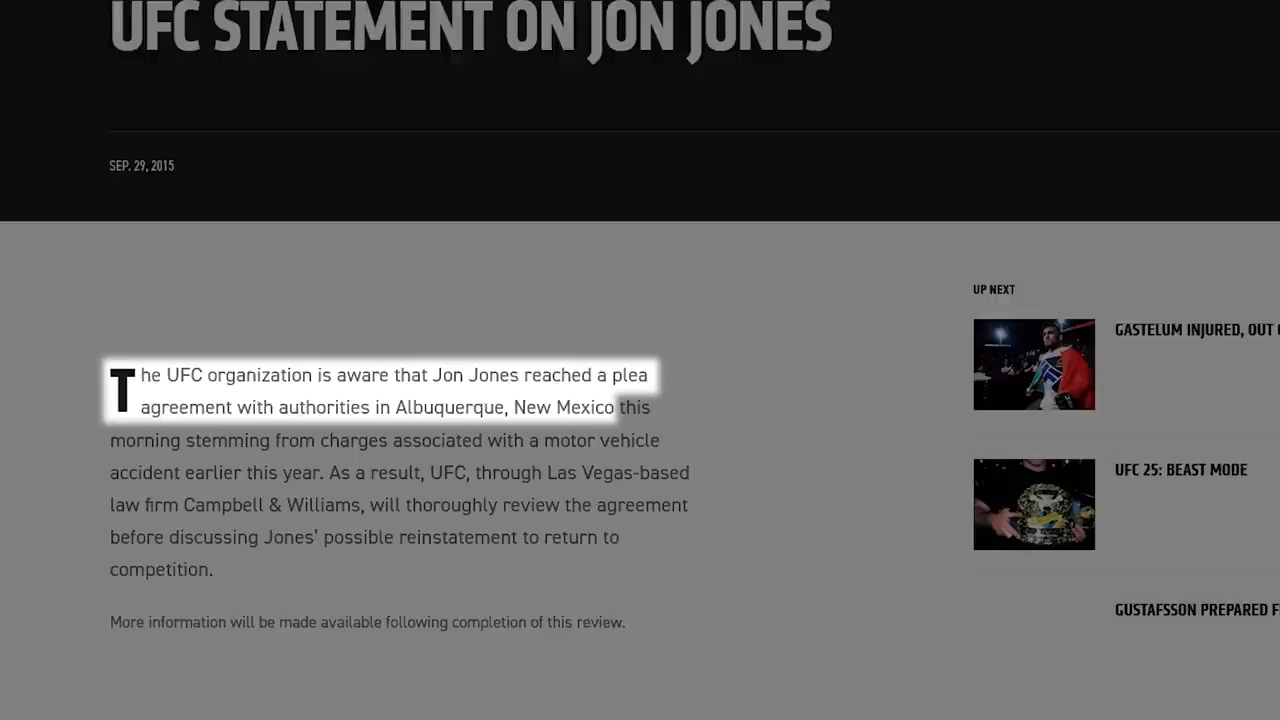 UFC STATEMENT ON JON JONES
SEP. 29, 2015
The UFC organization is aware that Jon Jones reached a plea
agreement with authorities in Albuquerque, New Mexico this
morning stemming from charges associated with a motor vehicle
accident earlier this year. As a result, UFC, through Las Vegas-based
law firm Campbell & Williams, will thoroughly review the agreement
before discussing Jones’ possible reinstatement to return to
competition.
More information will be made available following completion of this review.
UP NEXT
GASTELUM INJURED, OUT
UFC 25: BEAST MODE
GUSTAFSSON PREPARED